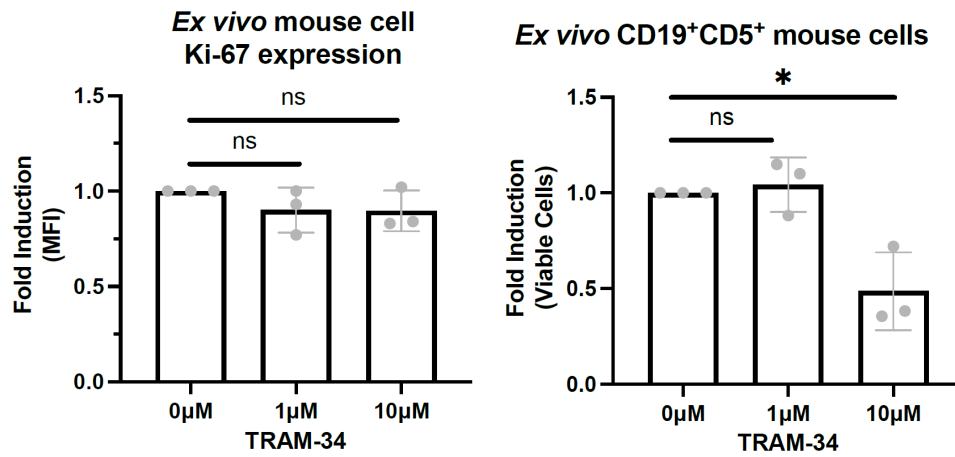 Ex vivo mouse cell
Ki-67 expression
ns
ns
1.5
1.0
0.5
0.0
Fold Induction
(MFI)
0µM
1µM
10µM
TRAM-34
Ex vivo CD19⁺CD5⁺ mouse cells
*
ns
1.5
1.0
0.5
0.0
Fold Induction
(Viable Cells)
0µM
1µM
10µM
TRAM-34